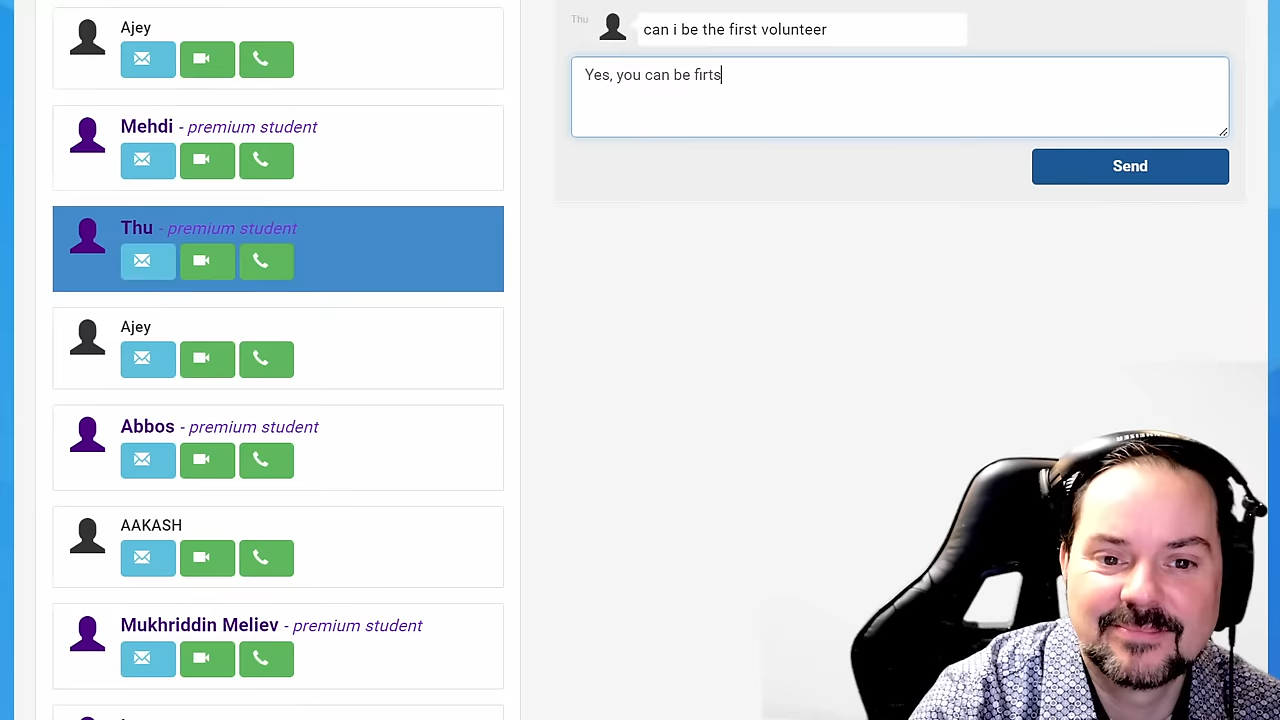 Ajey
Mehdi - premium student
Thu - premium student
Ajey
Abbos - premium student
AAKASH
Mukhriddin Meliev - premium student
Thu
can i be the first volunteer
Yes, you can be firts
Send